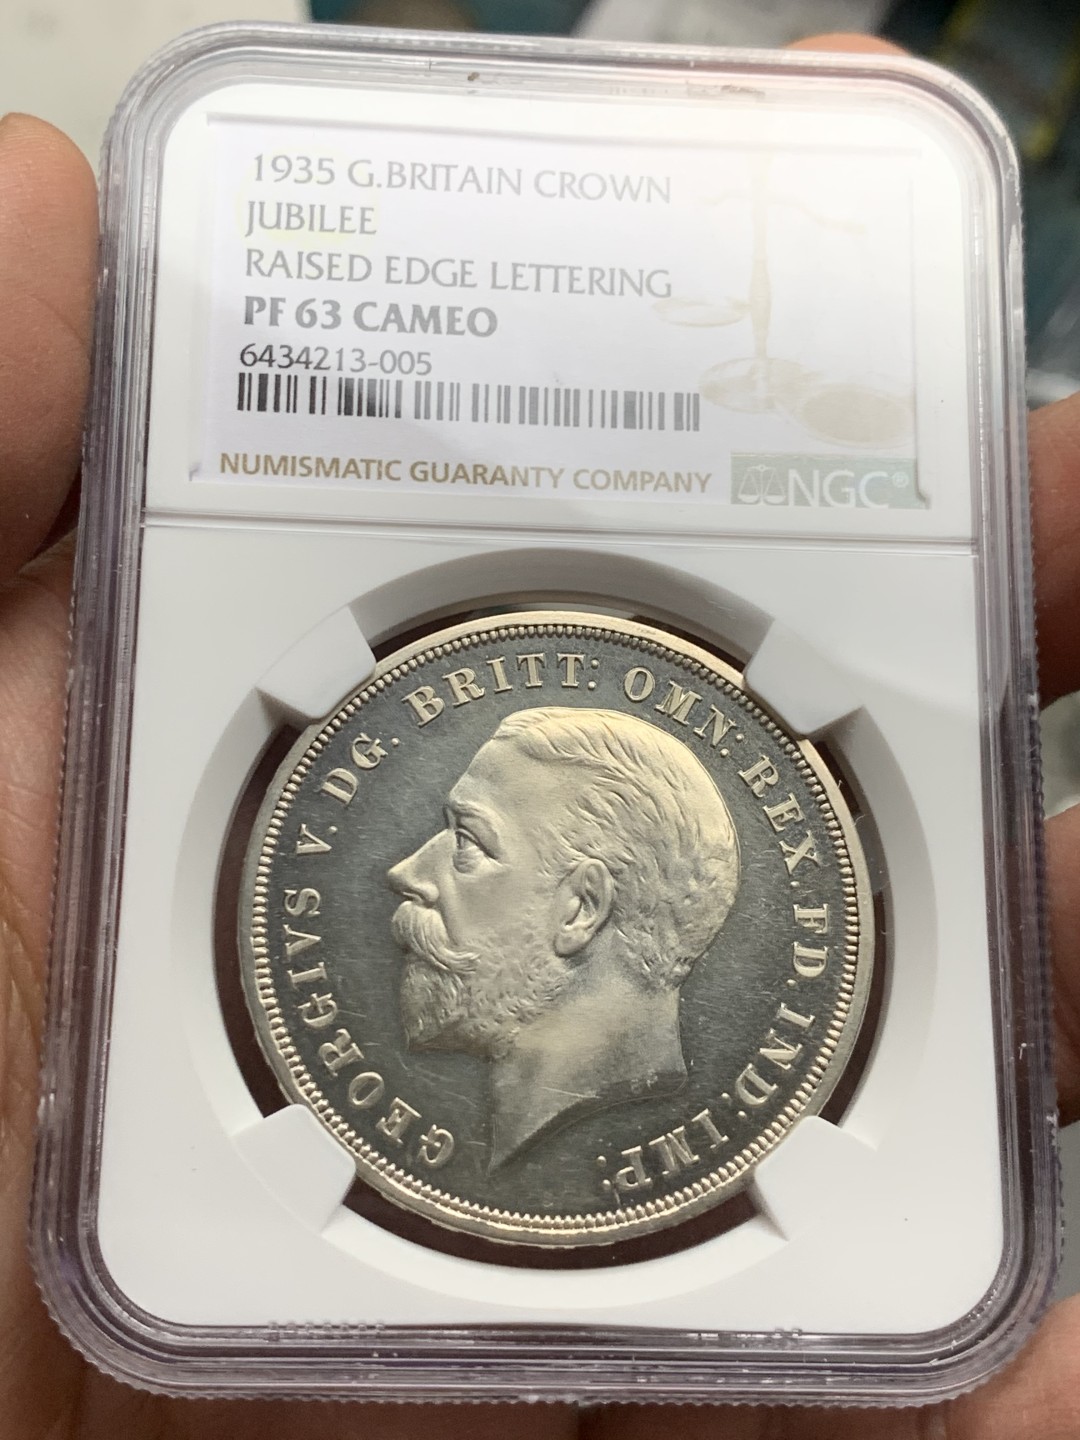 1935 G.BRITAIN CROWN
JUBILEE
RAISED EDGE LETTERING
PF 63 CAMEO
6434213-005
NUMISMATIC GUARANTY COMPANY
NGC®
GEORGIVS V. DG. BRITT: OMN: REX. FD. IND: IMP: